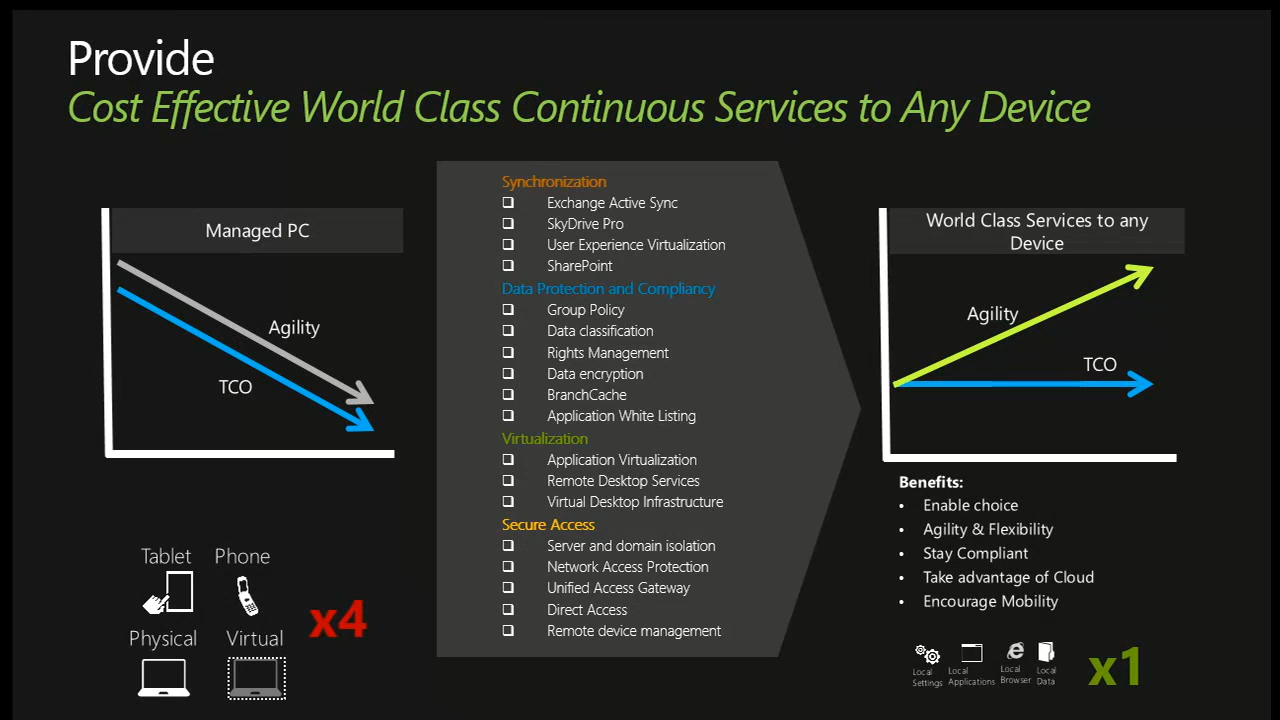 Provide
Cost Effective World Class Continuous Services to Any Device
Managed PC
Agility
TCO
Tablet Phone
Physical Virtual
x4
Synchronization
❑ Exchange Active Sync
❑ SkyDrive Pro
❑ User Experience Virtualization
❑ SharePoint
Data Protection and Compliancy
❑ Group Policy
❑ Data classification
❑ Rights Management
❑ Data encryption
❑ BranchCache
❑ Application White Listing
Virtualization
❑ Application Virtualization
❑ Remote Desktop Services
❑ Virtual Desktop Infrastructure
Secure Access
❑ Server and domain isolation
❑ Network Access Protection
❑ Unified Access Gateway
❑ Direct Access
❑ Remote device management
World Class Services to any
Device
Agility
TCO
Benefits:
• Enable choice
• Agility & Flexibility
• Stay Compliant
• Take advantage of Cloud
• Encourage Mobility
Local
Settings
Local
Applications
Local
Browser
Local
Data
x1